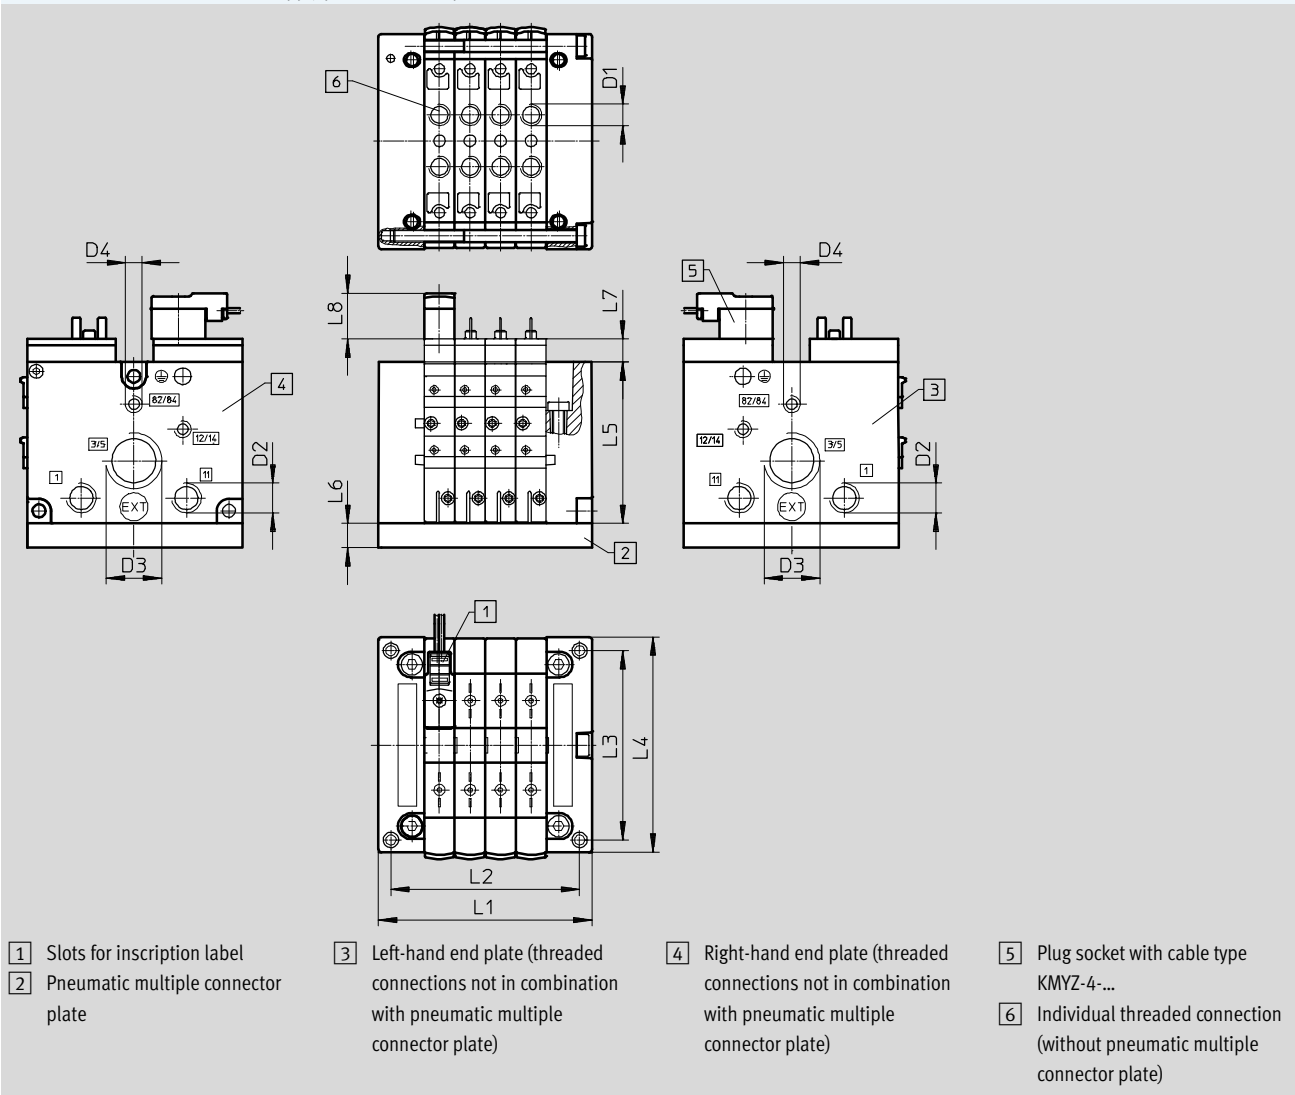 6
D1
D4
L8
L7
5
D4
4
82/84
12/14
3/5
1
11
EXT
D2
D3
L5
L6
2
82/84
12/14
3/5
11
1
EXT
3
D2
D3
1
L3
L4
L2
L1
1 Slots for inscription label
2 Pneumatic multiple connector
plate
3 Left-hand end plate (threaded
connections not in combination
with pneumatic multiple
connector plate)
4 Right-hand end plate (threaded
connections not in combination
with pneumatic multiple
connector plate)
5 Plug socket with cable type
KMYZ-4-...
6 Individual threaded connection
(without pneumatic multiple
connector plate)